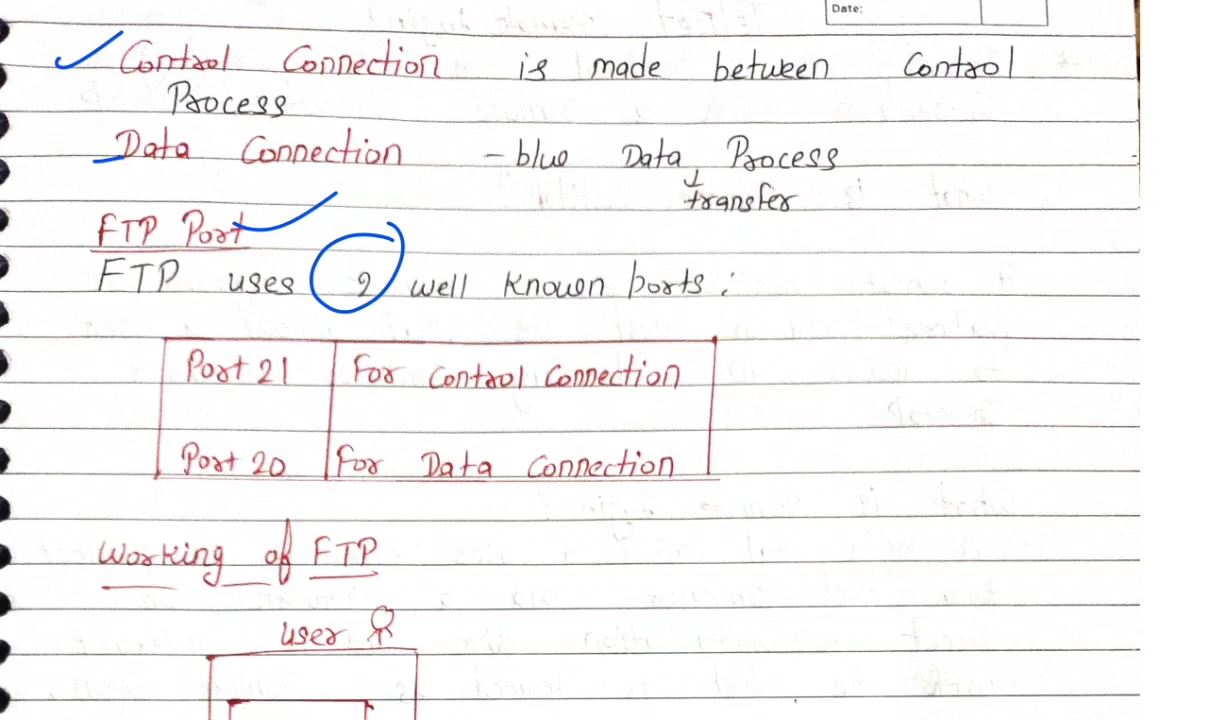 Date:
Control Connection is made between Control
Process
Data Connection - b/w Data Process
transfer
FTP Port
FTP uses 2 well known ports:
Port 21 For Control Connection
Port 20 For Data Connection
Working of FTP
user